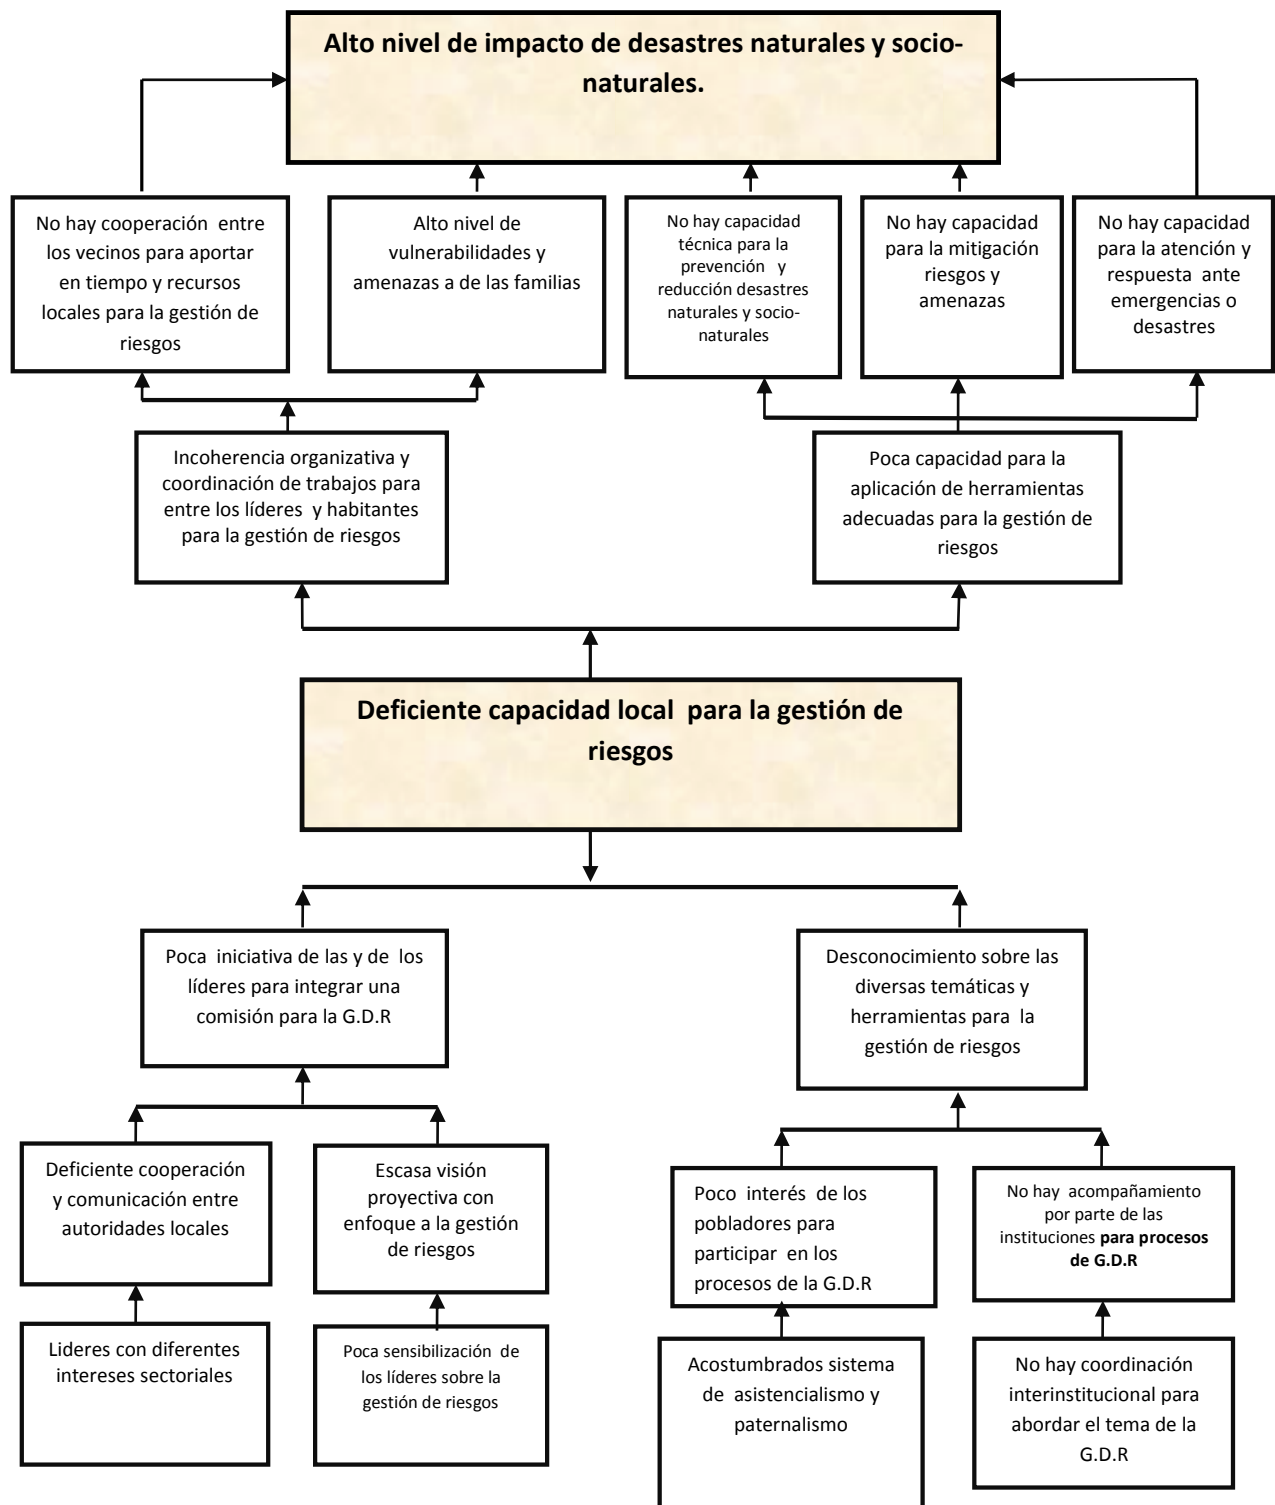 Alto nivel de impacto de desastres naturales y socio-
naturales.
No hay cooperación entre
los vecinos para aportar
en tiempo y recursos
locales para la gestión de
riesgos
Alto nivel de
vulnerabilidades y
amenazas a de las familias
No hay capacidad
técnica para la
prevención y
reducción desastres
naturales y socio-
naturales
No hay capacidad
para la mitigación
riesgos y
amenazas
No hay capacidad
para la atención y
respuesta ante
emergencias o
desastres
Incoherencia organizativa y
coordinación de trabajos para
entre los líderes y habitantes
para la gestión de riesgos
Poca capacidad para la
aplicación de herramientas
adecuadas para la gestión de
riesgos
Deficiente capacidad local para la gestión de
riesgos
Poca iniciativa de las y de los
líderes para integrar una
comisión para la G.D.R
Desconocimiento sobre las
diversas temáticas y
herramientas para la
gestión de riesgos
Deficiente cooperación
y comunicación entre
autoridades locales
Escasa visión
proyectiva con
enfoque a la gestión
de riesgos
Poco interés de los
pobladores para
participar en los
procesos de la G.D.R
No hay acompañamiento
por parte de las
instituciones para procesos
de G.D.R
Lideres con diferentes
intereses sectoriales
Poca sensibilización de
los líderes sobre la
gestión de riesgos
Acostumbrados sistema
de asistencialismo y
paternalismo
No hay coordinación
interinstitucional para
abordar el tema de la
G.D.R